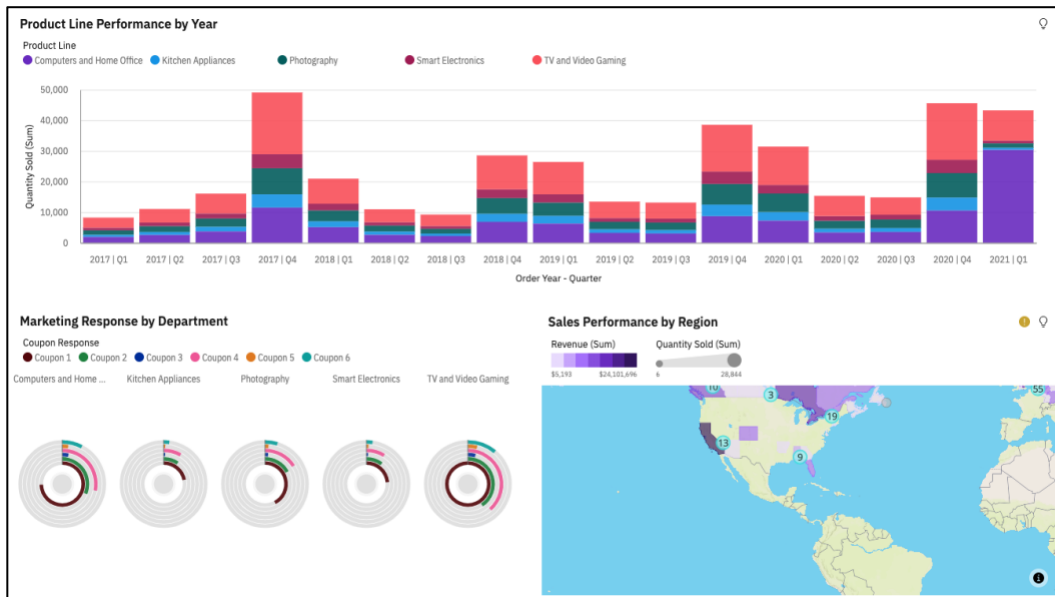 Product Line Performance by Year
Product Line
Computers and Home Office Kitchen Appliances Photography Smart Electronics TV and Video Gaming
50,000
40,000
30,000
20,000
10,000
0
Quantity Sold (Sum)
2017 | Q1 2017 | Q2 2017 | Q3 2017 | Q4 2018 | Q1 2018 | Q2 2018 | Q3 2018 | Q4 2019 | Q1 2019 | Q2 2019 | Q3 2019 | Q4 2020 | Q1 2020 | Q2 2020 | Q3 2020 | Q4 2021 | Q1
Order Year - Quarter
Marketing Response by Department
Coupon Response
Coupon 1 Coupon 2 Coupon 3 Coupon 4 Coupon 5 Coupon 6
Computers and Home ... Kitchen Appliances Photography Smart Electronics TV and Video Gaming
Sales Performance by Region
Revenue (Sum) Quantity Sold (Sum)
$5,193 $24,101,696 6 28,844
10 3 55
19
13
9